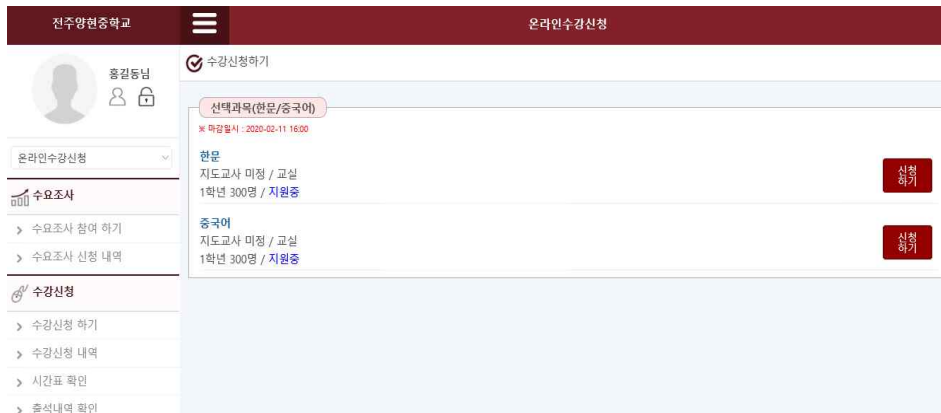 전주양현중학교
온라인수강신청
홍길동님
온라인수강신청
수요조사
수요조사 참여 하기
수요조사 신청 내역
수강신청
수강신청 하기
수강신청 내역
시간표 확인
출석내역 확인
수강신청하기
선택과목(한문/중국어)
※ 마감일시 : 2020-02-11 16:00
한문
지도교사 미정 / 교실
1학년 300명 / 지원중
신청
하기
중국어
지도교사 미정 / 교실
1학년 300명 / 지원중
신청
하기